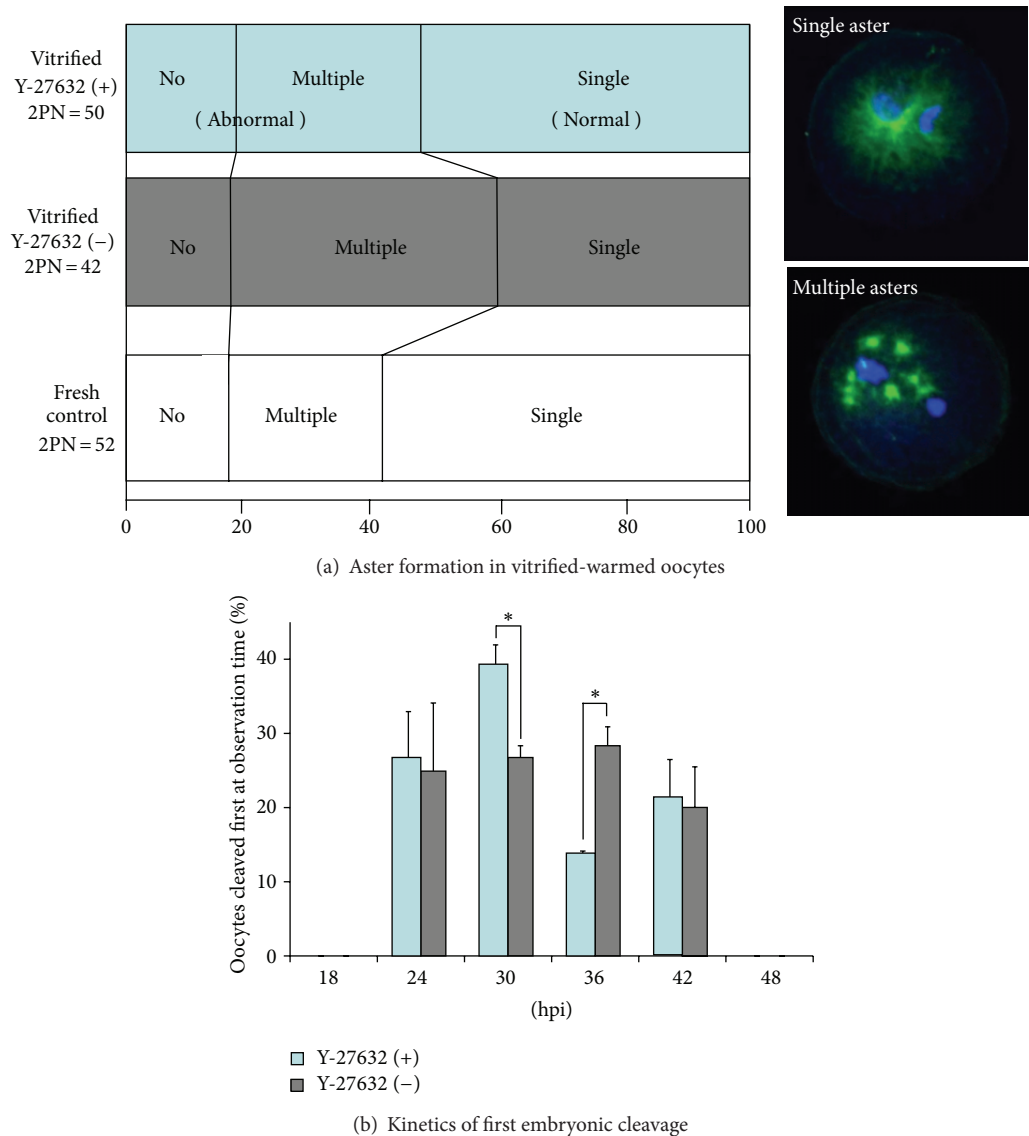 Vitrified
Y-27632 (+)
2PN = 50
No
Multiple
Single
( Abnormal )
( Normal )
Vitrified
Y-27632 (−)
2PN = 42
No
Multiple
Single
Fresh
control
2PN = 52
No
Multiple
Single
0 20 40 60 80 100
Single aster
Multiple asters
(a) Aster formation in vitrified-warmed oocytes
Oocytes cleaved first at observation time (%)
40
30
20
10
0
*
*
18 24 30 36 42 48
(hpi)
Y-27632 (+)
Y-27632 (−)
(b) Kinetics of first embryonic cleavage